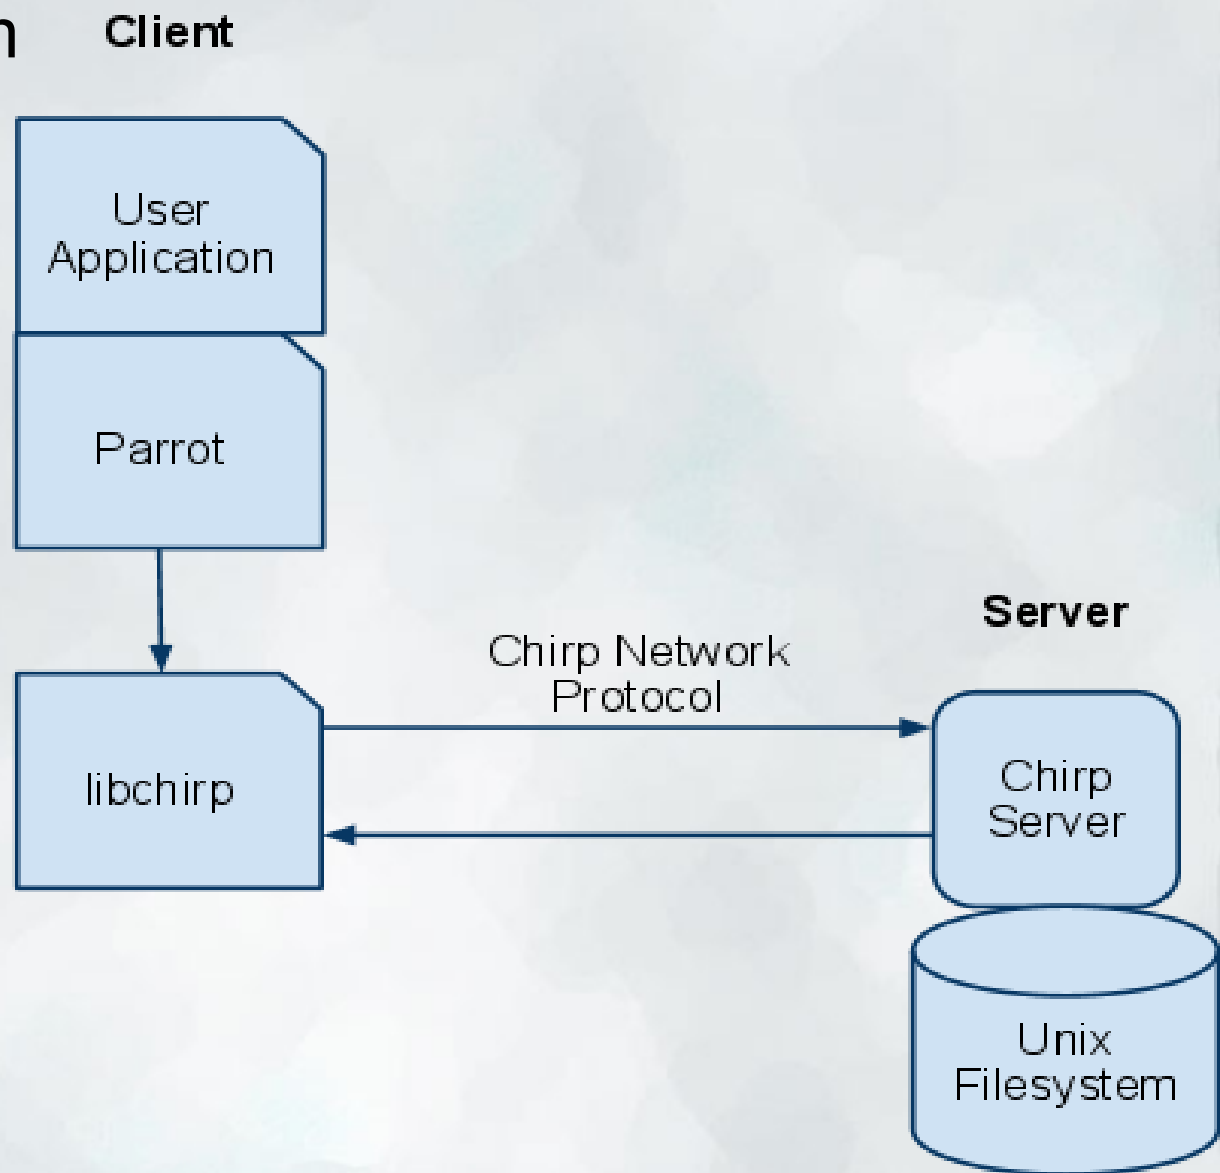 n
Client
User
Application
Parrot
Server
Chirp Network
Protocol
libchirp
Chirp
Server
Unix
Filesystem